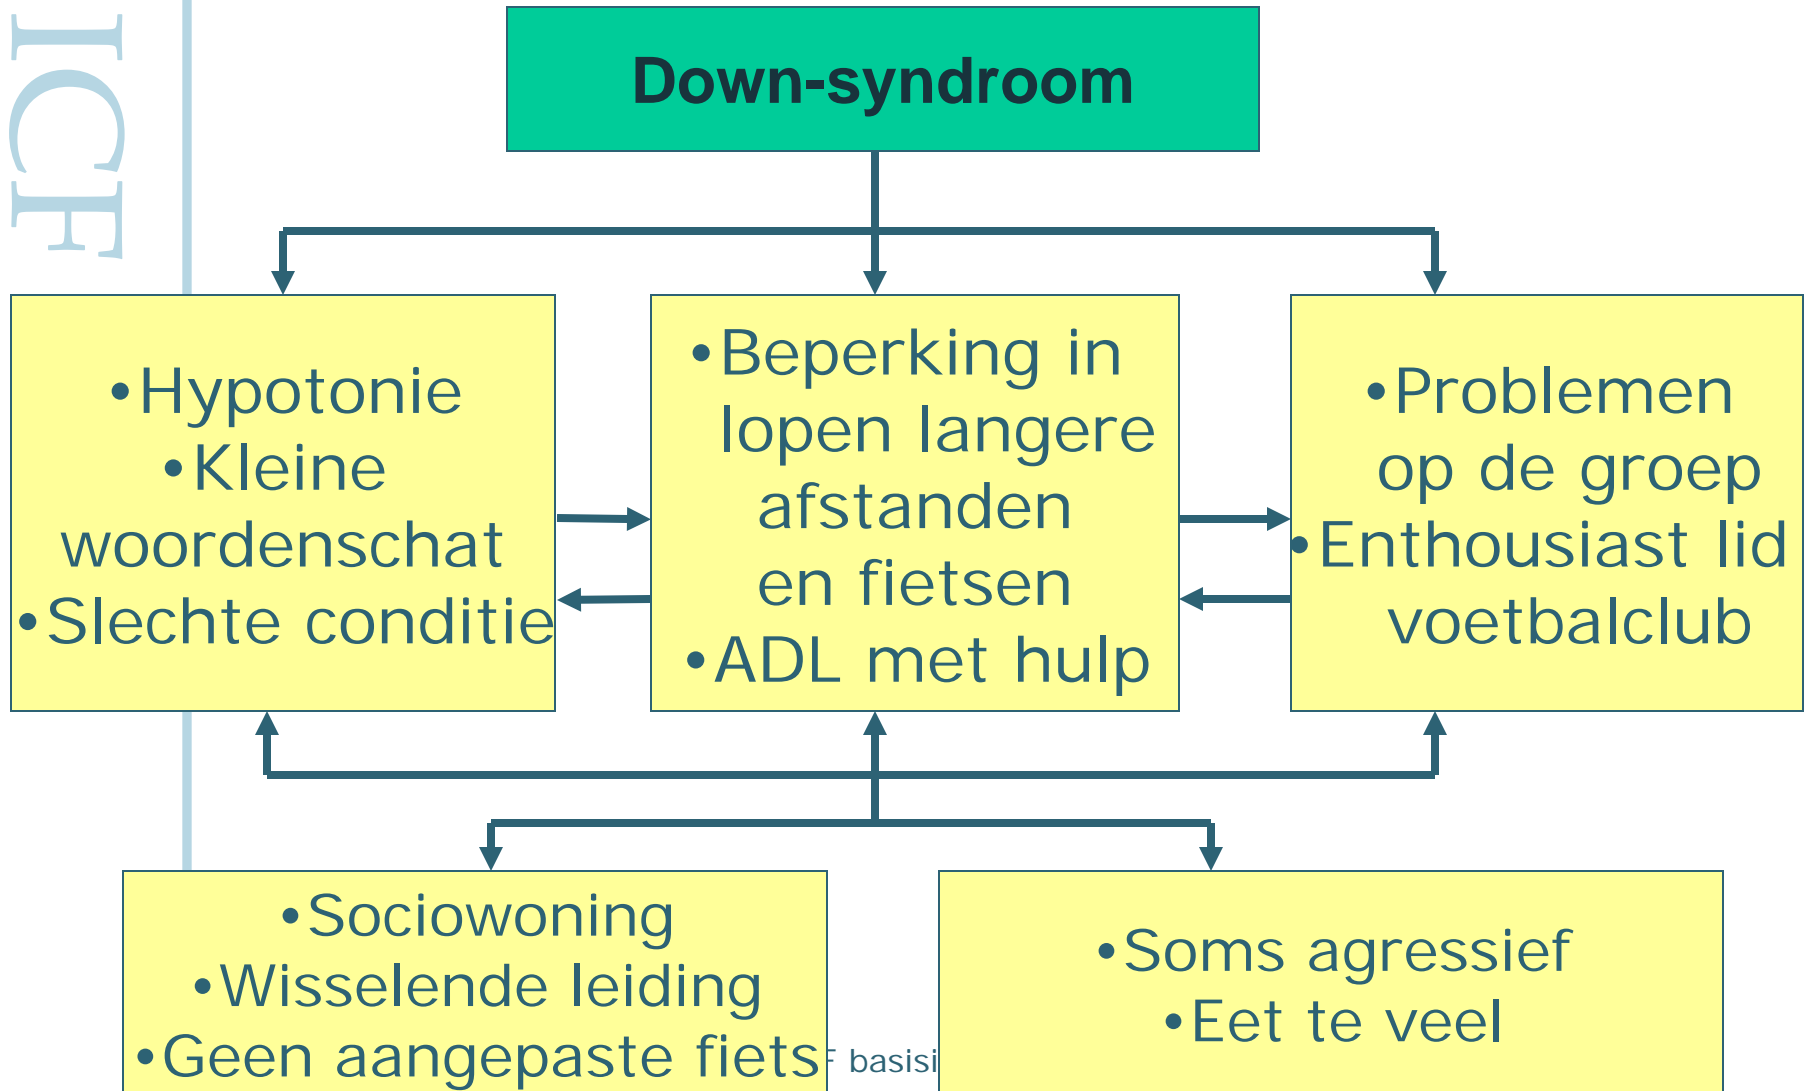 ICF
Down-syndroom
•Hypotonie
•Kleine
woordenschat
•Slechte conditie
•Beperking in
lopen langere
afstanden
en fietsen
•ADL met hulp
•Problemen
op de groep
•Enthousiast lid
voetbalclub
•Sociowoning
•Wisselende leiding
•Geen aangepaste fiets
•Soms agressief
•Eet te veel